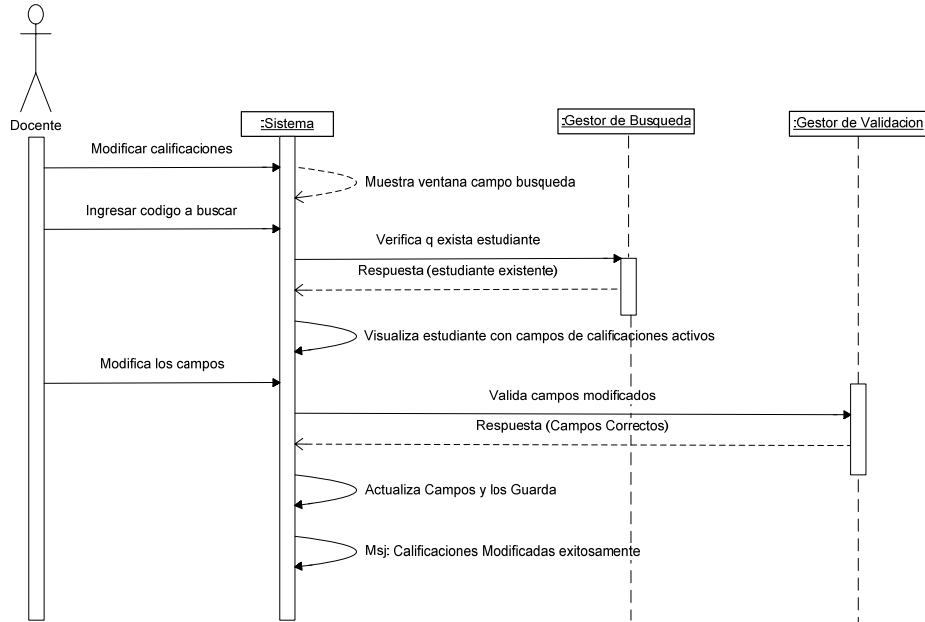 Docente
:Sistema
:Gestor de Busqueda
:Gestor de Validacion
Modificar calificaciones
Muestra ventana campo busqueda
Ingresar codigo a buscar
Verifica q exista estudiante
Respuesta (estudiante existente)
Visualiza estudiante con campos de calificaciones activos
Modifica los campos
Valida campos modificados
Respuesta (Campos Correctos)
Actualiza Campos y los Guarda
Msj: Calificaciones Modificadas exitosamente